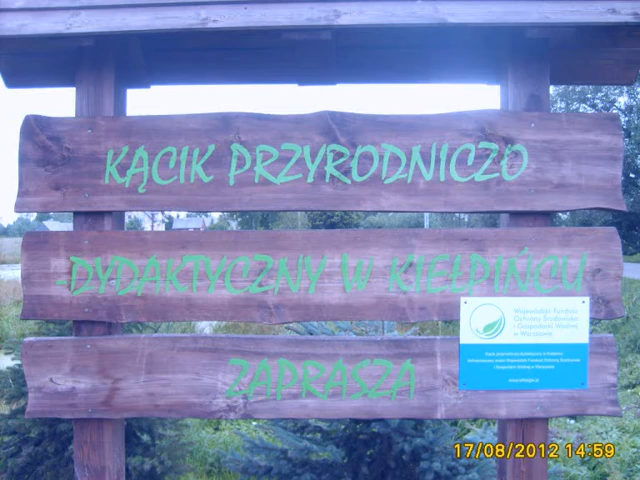 KĄCIK PRZYRODNICZO
-DYDAKTYCZNY W KIEŁPIŃCU
ZAPRASZA
Wojewódzki Fundusz
Ochrony Środowiska
i Gospodarki Wodnej
w Warszawie
17/08/2012 14:59